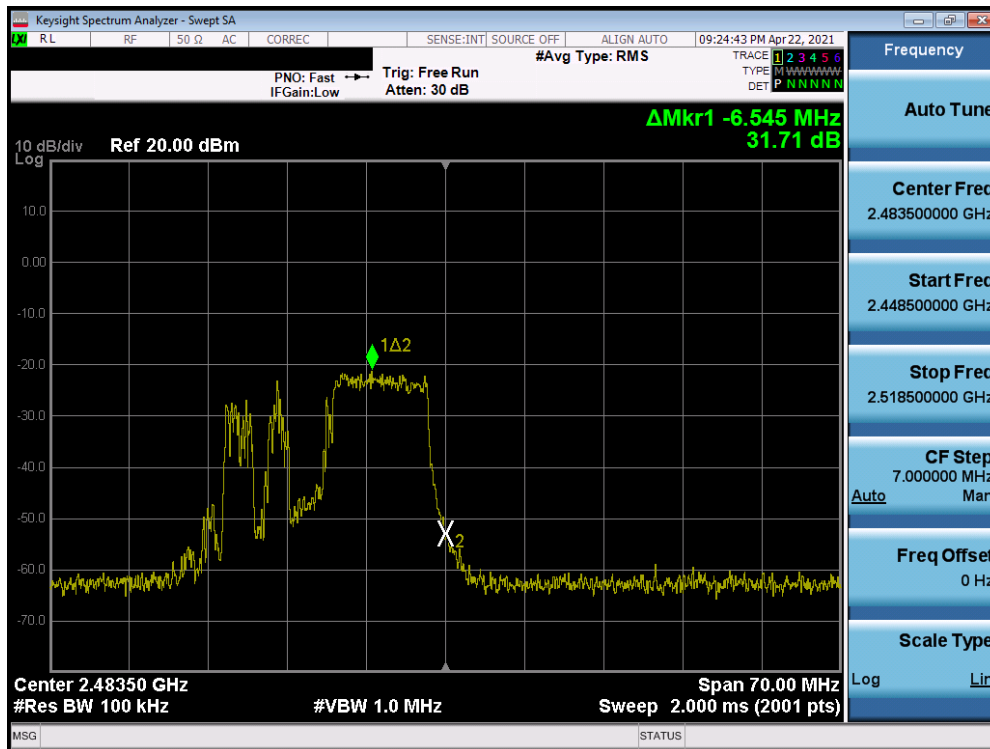 Keysight Spectrum Analyzer - Swept SA
LXI RL RF 50 Ω AC CORREC SENSE:INT SOURCE OFF ALIGN AUTO 09:24:43 PM Apr 22, 2021
PNO: Fast
IFGain:Low
Trig: Free Run
Atten: 30 dB
#Avg Type: RMS
TRACE 1 2 3 4 5 6
TYPE M WWWWW
DET P N N N N N
ΔMkr1 -6.545 MHz
31.71 dB
10 dB/div
Log
Ref 20.00 dBm
10.0
0.00
-10.0
-20.0
-30.0
-40.0
-50.0
-60.0
-70.0
1Δ2
2
Center 2.48350 GHz
Span 70.00 MHz
#Res BW 100 kHz
#VBW 1.0 MHz
Sweep 2.000 ms (2001 pts)
MSG
STATUS
Frequency
Auto Tune
Center Freq
2.483500000 GHz
Start Freq
2.448500000 GHz
Stop Freq
2.518500000 GHz
CF Step
7.000000 MHz
Auto Man
Freq Offset
0 Hz
Scale Type
Log Lin